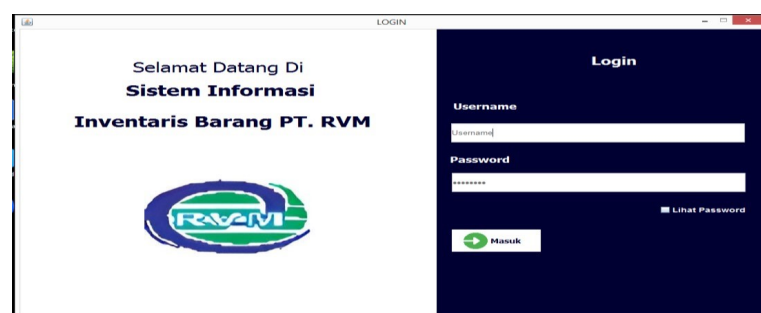 LOGIN
Selamat Datang Di
Sistem Informasi
Inventaris Barang PT. RVM
RVM
Login
Username
Username
Password
********
Lihat Password
Masuk